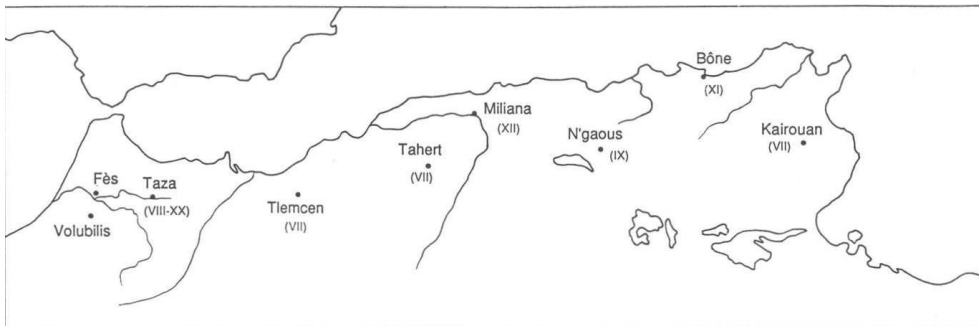 Bône
(XI)
Miliana
(XII)
N'gaous
(IX)
Kairouan
(VII)
Tahert
(VII)
Fès
Taza
(VIII-XX)
Tlemcen
(VII)
Volubilis